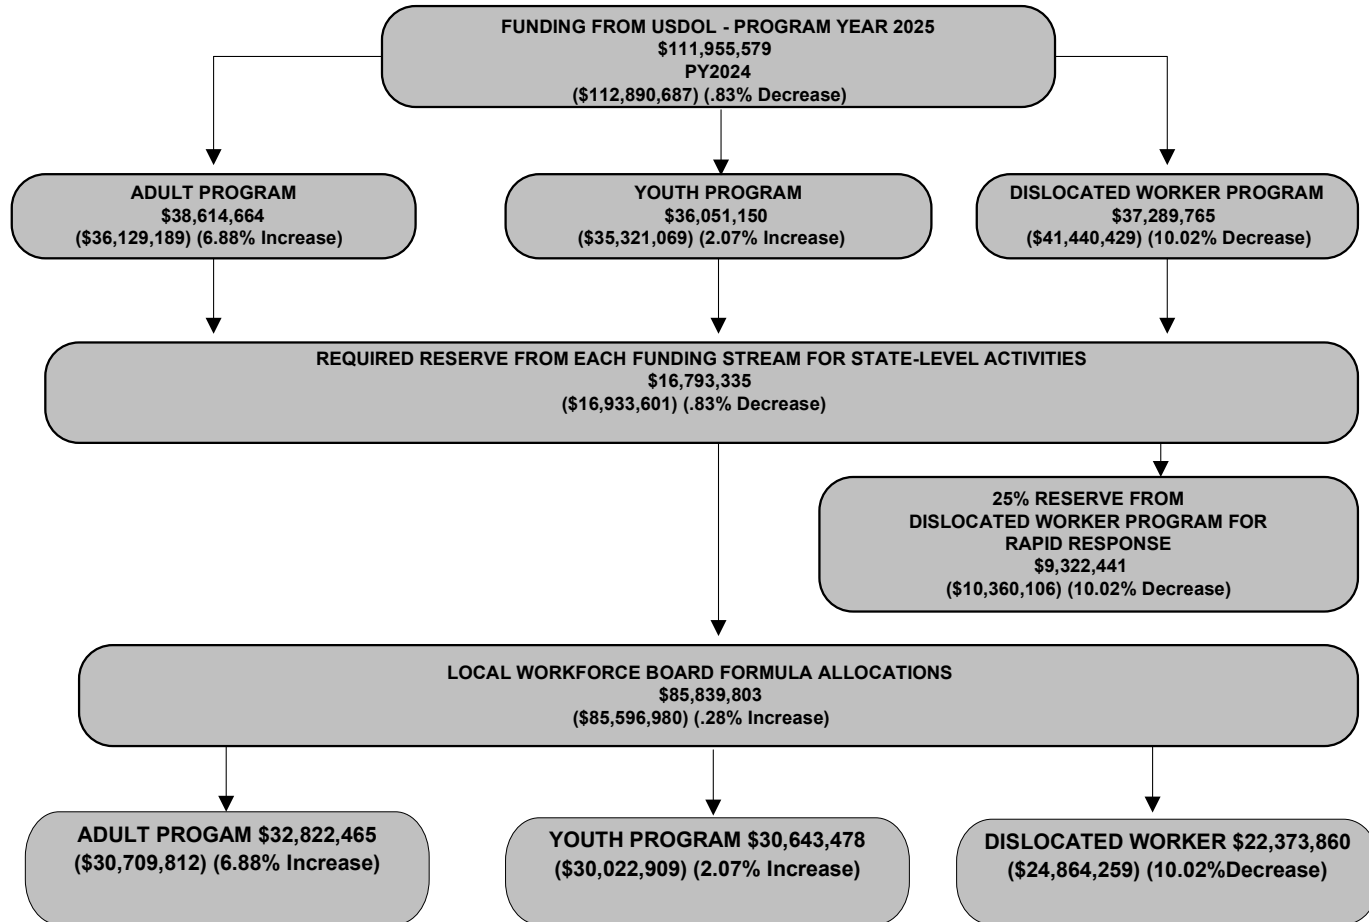 FUNDING FROM USDOL - PROGRAM YEAR 2025
$111,955,579
PY2024
($112,890,687) (.83% Decrease)
ADULT PROGRAM
$38,614,664
($36,129,189) (6.88% Increase)
YOUTH PROGRAM
$36,051,150
($35,321,069) (2.07% Increase)
DISLOCATED WORKER PROGRAM
$37,289,765
($41,440,429) (10.02% Decrease)
REQUIRED RESERVE FROM EACH FUNDING STREAM FOR STATE-LEVEL ACTIVITIES
$16,793,335
($16,933,601) (.83% Decrease)
25% RESERVE FROM
DISLOCATED WORKER PROGRAM FOR
RAPID RESPONSE
$9,322,441
($10,360,106) (10.02% Decrease)
LOCAL WORKFORCE BOARD FORMULA ALLOCATIONS
$85,839,803
($85,596,980) (.28% Increase)
ADULT PROGAM $32,822,465
($30,709,812) (6.88% Increase)
YOUTH PROGRAM $30,643,478
($30,022,909) (2.07% Increase)
DISLOCATED WORKER $22,373,860
($24,864,259) (10.02%Decrease)